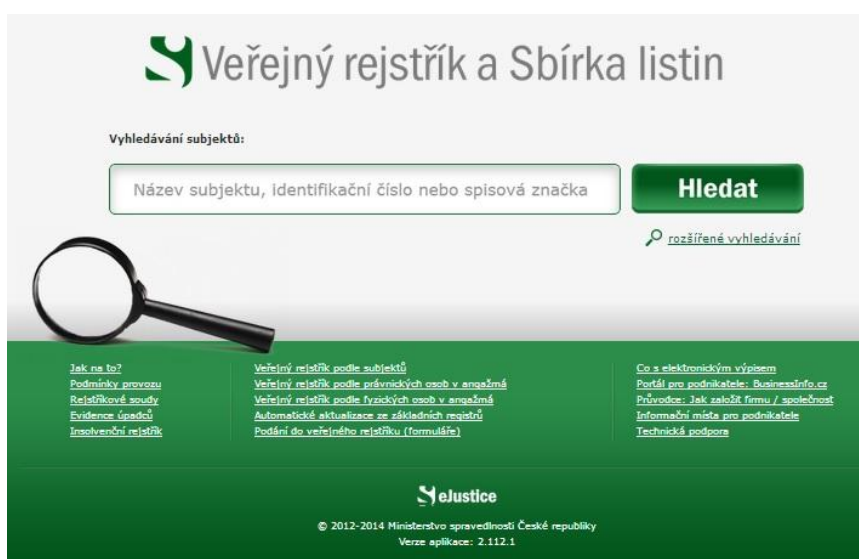 Veřejný rejstřík a Sbírka listin
Vyhledávání subjektů:
Název subjektu, identifikační číslo nebo spisová značka
Hledat
rozšířené vyhledávání
Jak na to?
Podmínky provozu
Rejstříkové soudy
Evidence úpadců
Insolvenční rejstřík
Veřejný rejstřík podle subjektů
Veřejný rejstřík podle právnických osob v angažmá
Veřejný rejstřík podle fyzických osob v angažmá
Automatické aktualizace ze základních registrů
Podání do veřejného rejstříku (formuláře)
Co s elektronickým výpisem
Portál pro podnikatele: BusinessInfo.cz
Průvodce: Jak založit firmu / společnost
Informační místa pro podnikatele
Technická podpora
eJustice
© 2012-2014 Ministerstvo spravedlnosti České republiky
Verze aplikace: 2.112.1